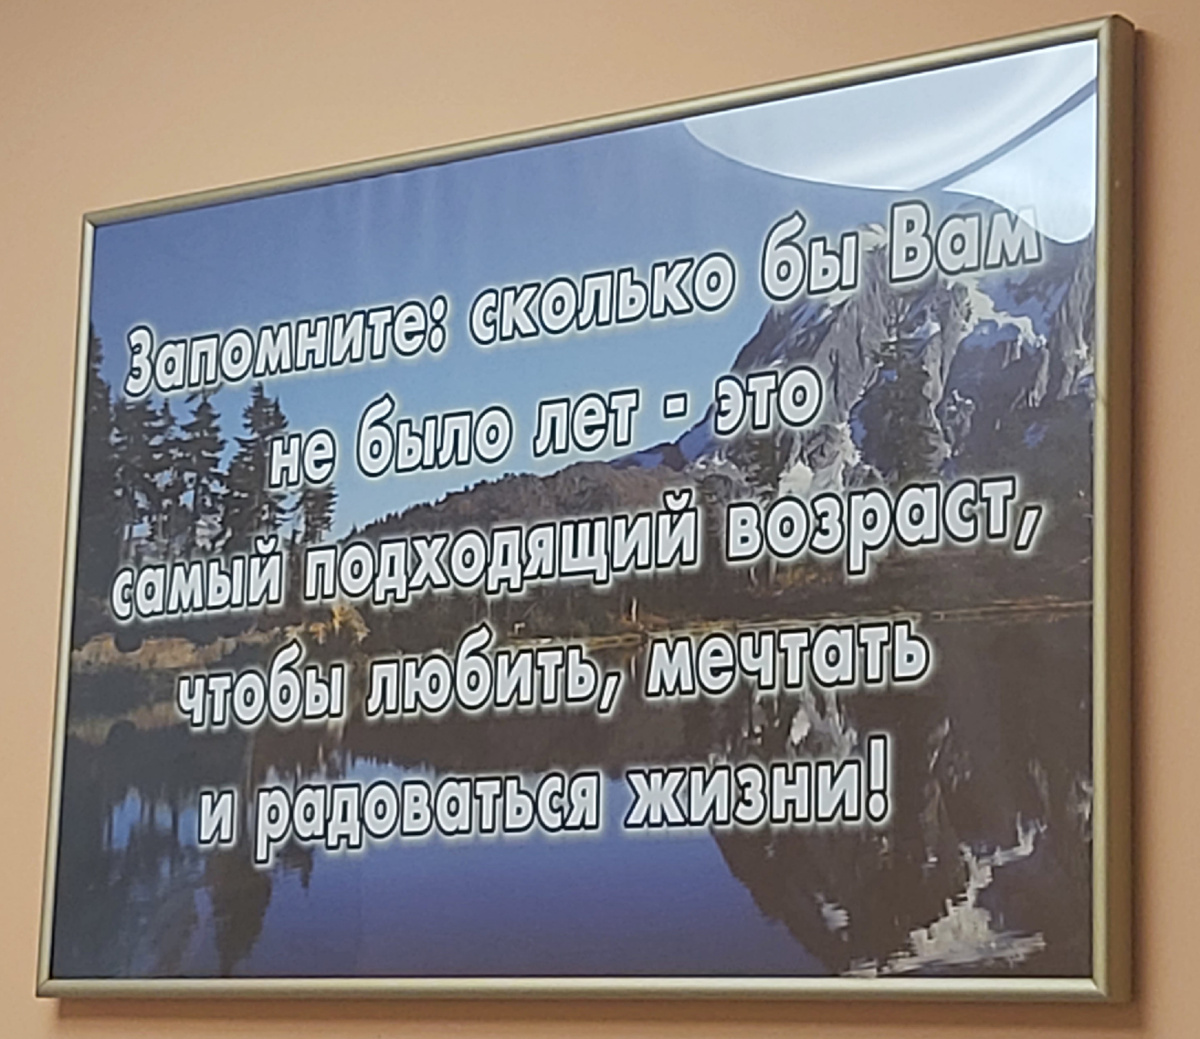 Запомните: сколько бы Вам
не было лет - это
самый подходящий возраст,
чтобы любить, мечтать
и радоваться жизни!